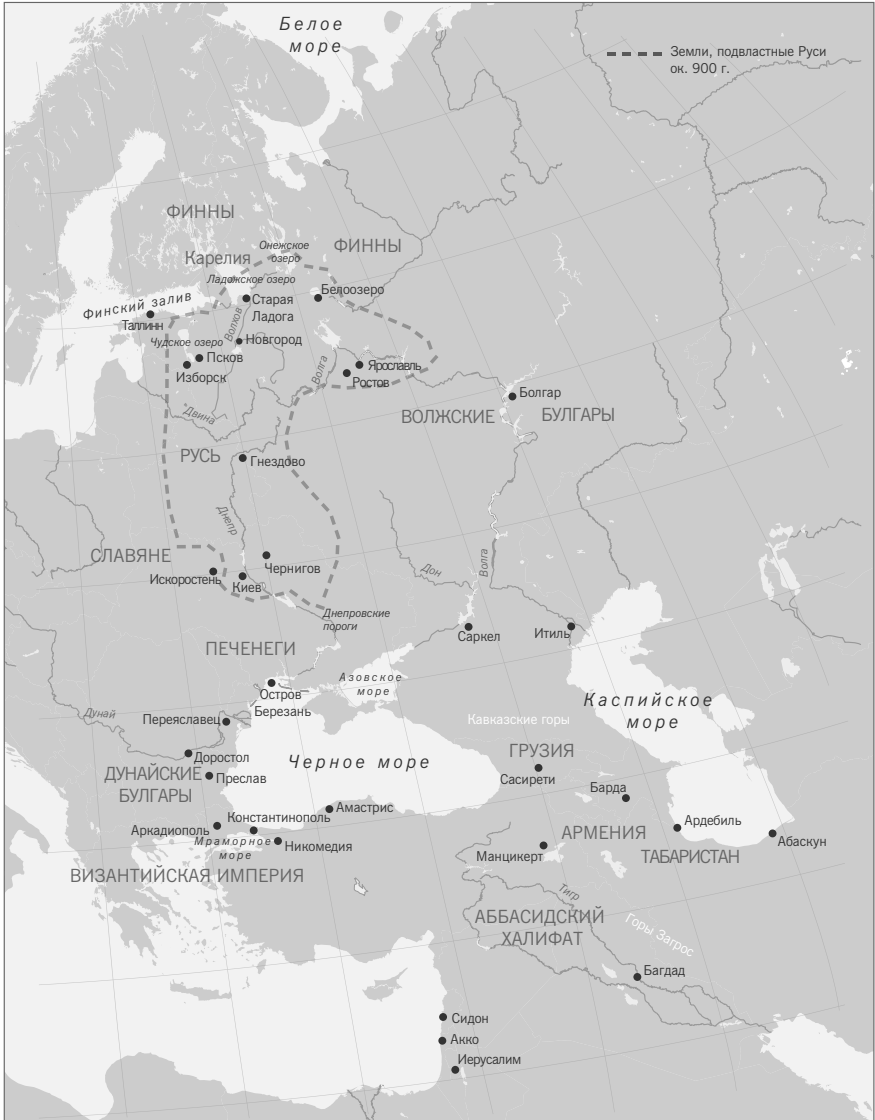 Белое
море
Земли, подвластные Руси
ок. 900 г.
ФИННЫ
ФИННЫ
Онежское
озеро
Карелия
Ладожское озеро
Белоозеро
Финский залив
Старая
Ладога
Таллинн
Волхов
Чудское озеро
Новгород
Псков
Изборск
Волга
Ярославль
Ростов
Двина
Болгар
ВОЛЖСКИЕ
БУЛГАРЫ
РУСЬ
Гнездово
Днепр
СЛАВЯНЕ
Чернигов
Искоростень
Киев
Дон
Волга
Днепровские
пороги
Саркел
Итиль
ПЕЧЕНЕГИ
Азовское
море
Остров
Березань
Каспийское
море
Дунай
Переяславец
Кавказские горы
Доростол
Черное море
ГРУЗИЯ
Сасирети
ДУНАЙСКИЕ
БУЛГАРЫ
Преслав
Барда
Амастрис
Константинополь
Аркадиополь
Мраморное
море
Никомедия
АРМЕНИЯ
Ардебиль
Абаскун
Манцикерт
ТАБАРИСТАН
ВИЗАНТИЙСКАЯ ИМПЕРИЯ
Тигр
АББАСИДСКИЙ
ХАЛИФАТ
Горы Загрос
Багдад
Сидон
Акко
Иерусалим